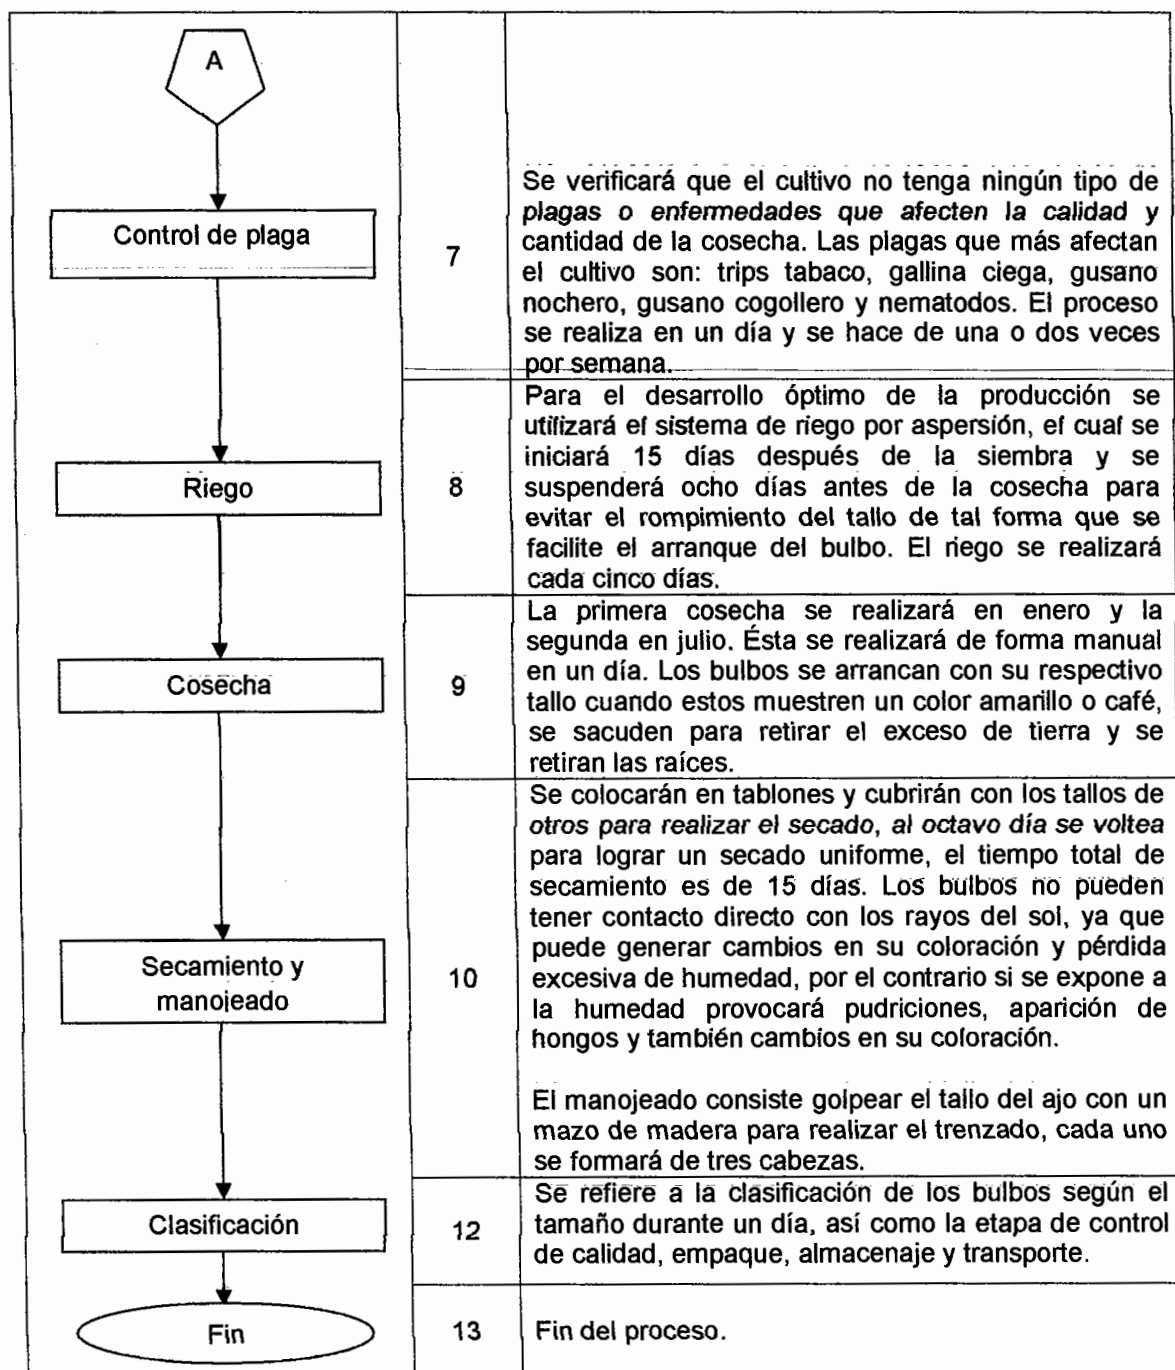 A
Control de plaga
7
Se verificará que el cultivo no tenga ningún tipo de
plagas o enfermedades que afecten la calidad y
cantidad de la cosecha. Las plagas que más afectan
el cultivo son: trips tabaco, gallina ciega, gusano
nochero, gusano cogollero y nematodos. El proceso
se realiza en un día y se hace de una o dos veces
por semana.
Riego
8
Para el desarrollo óptimo de la producción se
utilizará el sistema de riego por aspersión, el cual se
iniciará 15 días después de la siembra y se
suspenderá ocho días antes de la cosecha para
evitar el rompimiento del tallo de tal forma que se
facilite el arranque del bulbo. El riego se realizará
cada cinco días.
Cosecha
9
La primera cosecha se realizará en enero y la
segunda en julio. Ésta se realizará de forma manual
en un día. Los bulbos se arrancan con su respectivo
tallo cuando estos muestren un color amarillo o café,
se sacuden para retirar el exceso de tierra y se
retiran las raíces.
Secamiento y
manojeado
10
Se colocarán en tablones y cubrirán con los tallos de
otros para realizar el secado, al octavo día se voltea
para lograr un secado uniforme, el tiempo total de
secamiento es de 15 días. Los bulbos no pueden
tener contacto directo con los rayos del sol, ya que
puede generar cambios en su coloración y pérdida
excesiva de humedad, por el contrario si se expone a
la humedad provocará pudriciones, aparición de
hongos y también cambios en su coloración.
El manojeado consiste golpear el tallo del ajo con un
mazo de madera para realizar el trenzado, cada uno
se formará de tres cabezas.
Clasificación
12
Se refiere a la clasificación de los bulbos según el
tamaño durante un día, así como la etapa de control
de calidad, empaque, almacenaje y transporte.
Fin
13
Fin del proceso.